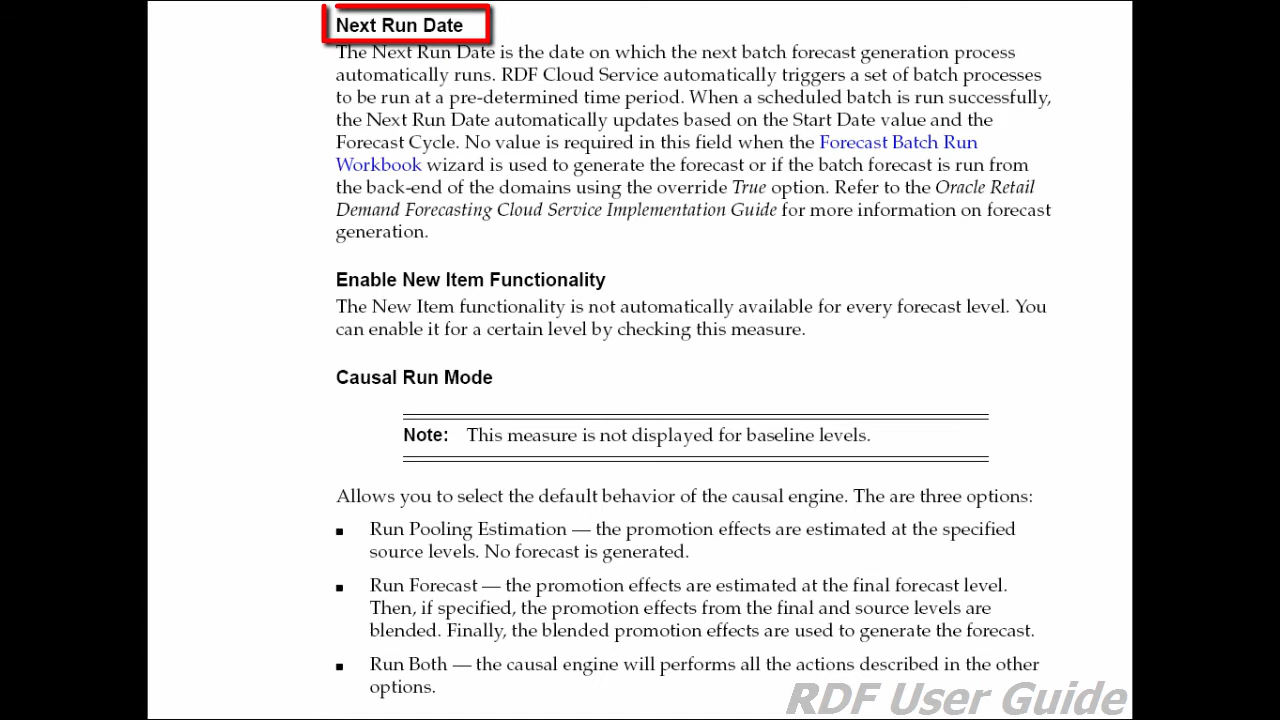 Next Run Date
The Next Run Date is the date on which the next batch forecast generation process
automatically runs. RDF Cloud Service automatically triggers a set of batch processes
to be run at a pre-determined time period. When a scheduled batch is run successfully,
the Next Run Date automatically updates based on the Start Date value and the
Forecast Cycle. No value is required in this field when the Forecast Batch Run
Workbook wizard is used to generate the forecast or if the batch forecast is run from
the back-end of the domains using the override True option. Refer to the Oracle Retail
Demand Forecasting Cloud Service Implementation Guide for more information on forecast
generation.
Enable New Item Functionality
The New Item functionality is not automatically available for every forecast level. You
can enable it for a certain level by checking this measure.
Causal Run Mode
Note: This measure is not displayed for baseline levels.
Allows you to select the default behavior of the causal engine. The are three options:
■ Run Pooling Estimation — the promotion effects are estimated at the specified
source levels. No forecast is generated.
■ Run Forecast — the promotion effects are estimated at the final forecast level.
Then, if specified, the promotion effects from the final and source levels are
blended. Finally, the blended promotion effects are used to generate the forecast.
■ Run Both — the causal engine will performs all the actions described in the other
options.
RDF User Guide